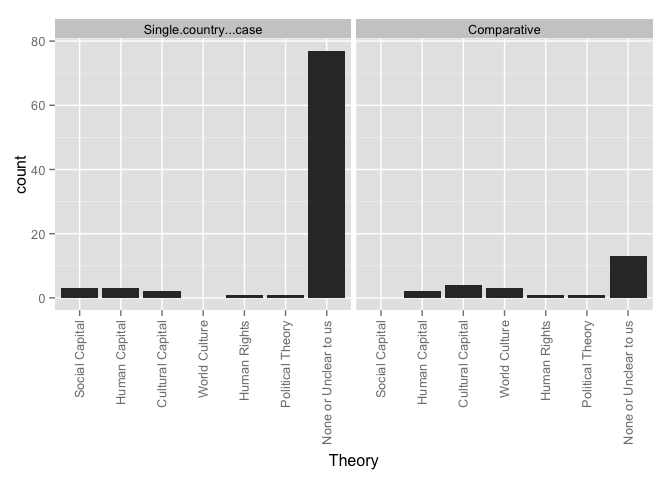 Single.country...case
Comparative
80
60
40
20
0
count
Social Capital
Human Capital
Cultural Capital
World Culture
Human Rights
Political Theory
None or Unclear to us
Social Capital
Human Capital
Cultural Capital
World Culture
Human Rights
Political Theory
None or Unclear to us
Theory